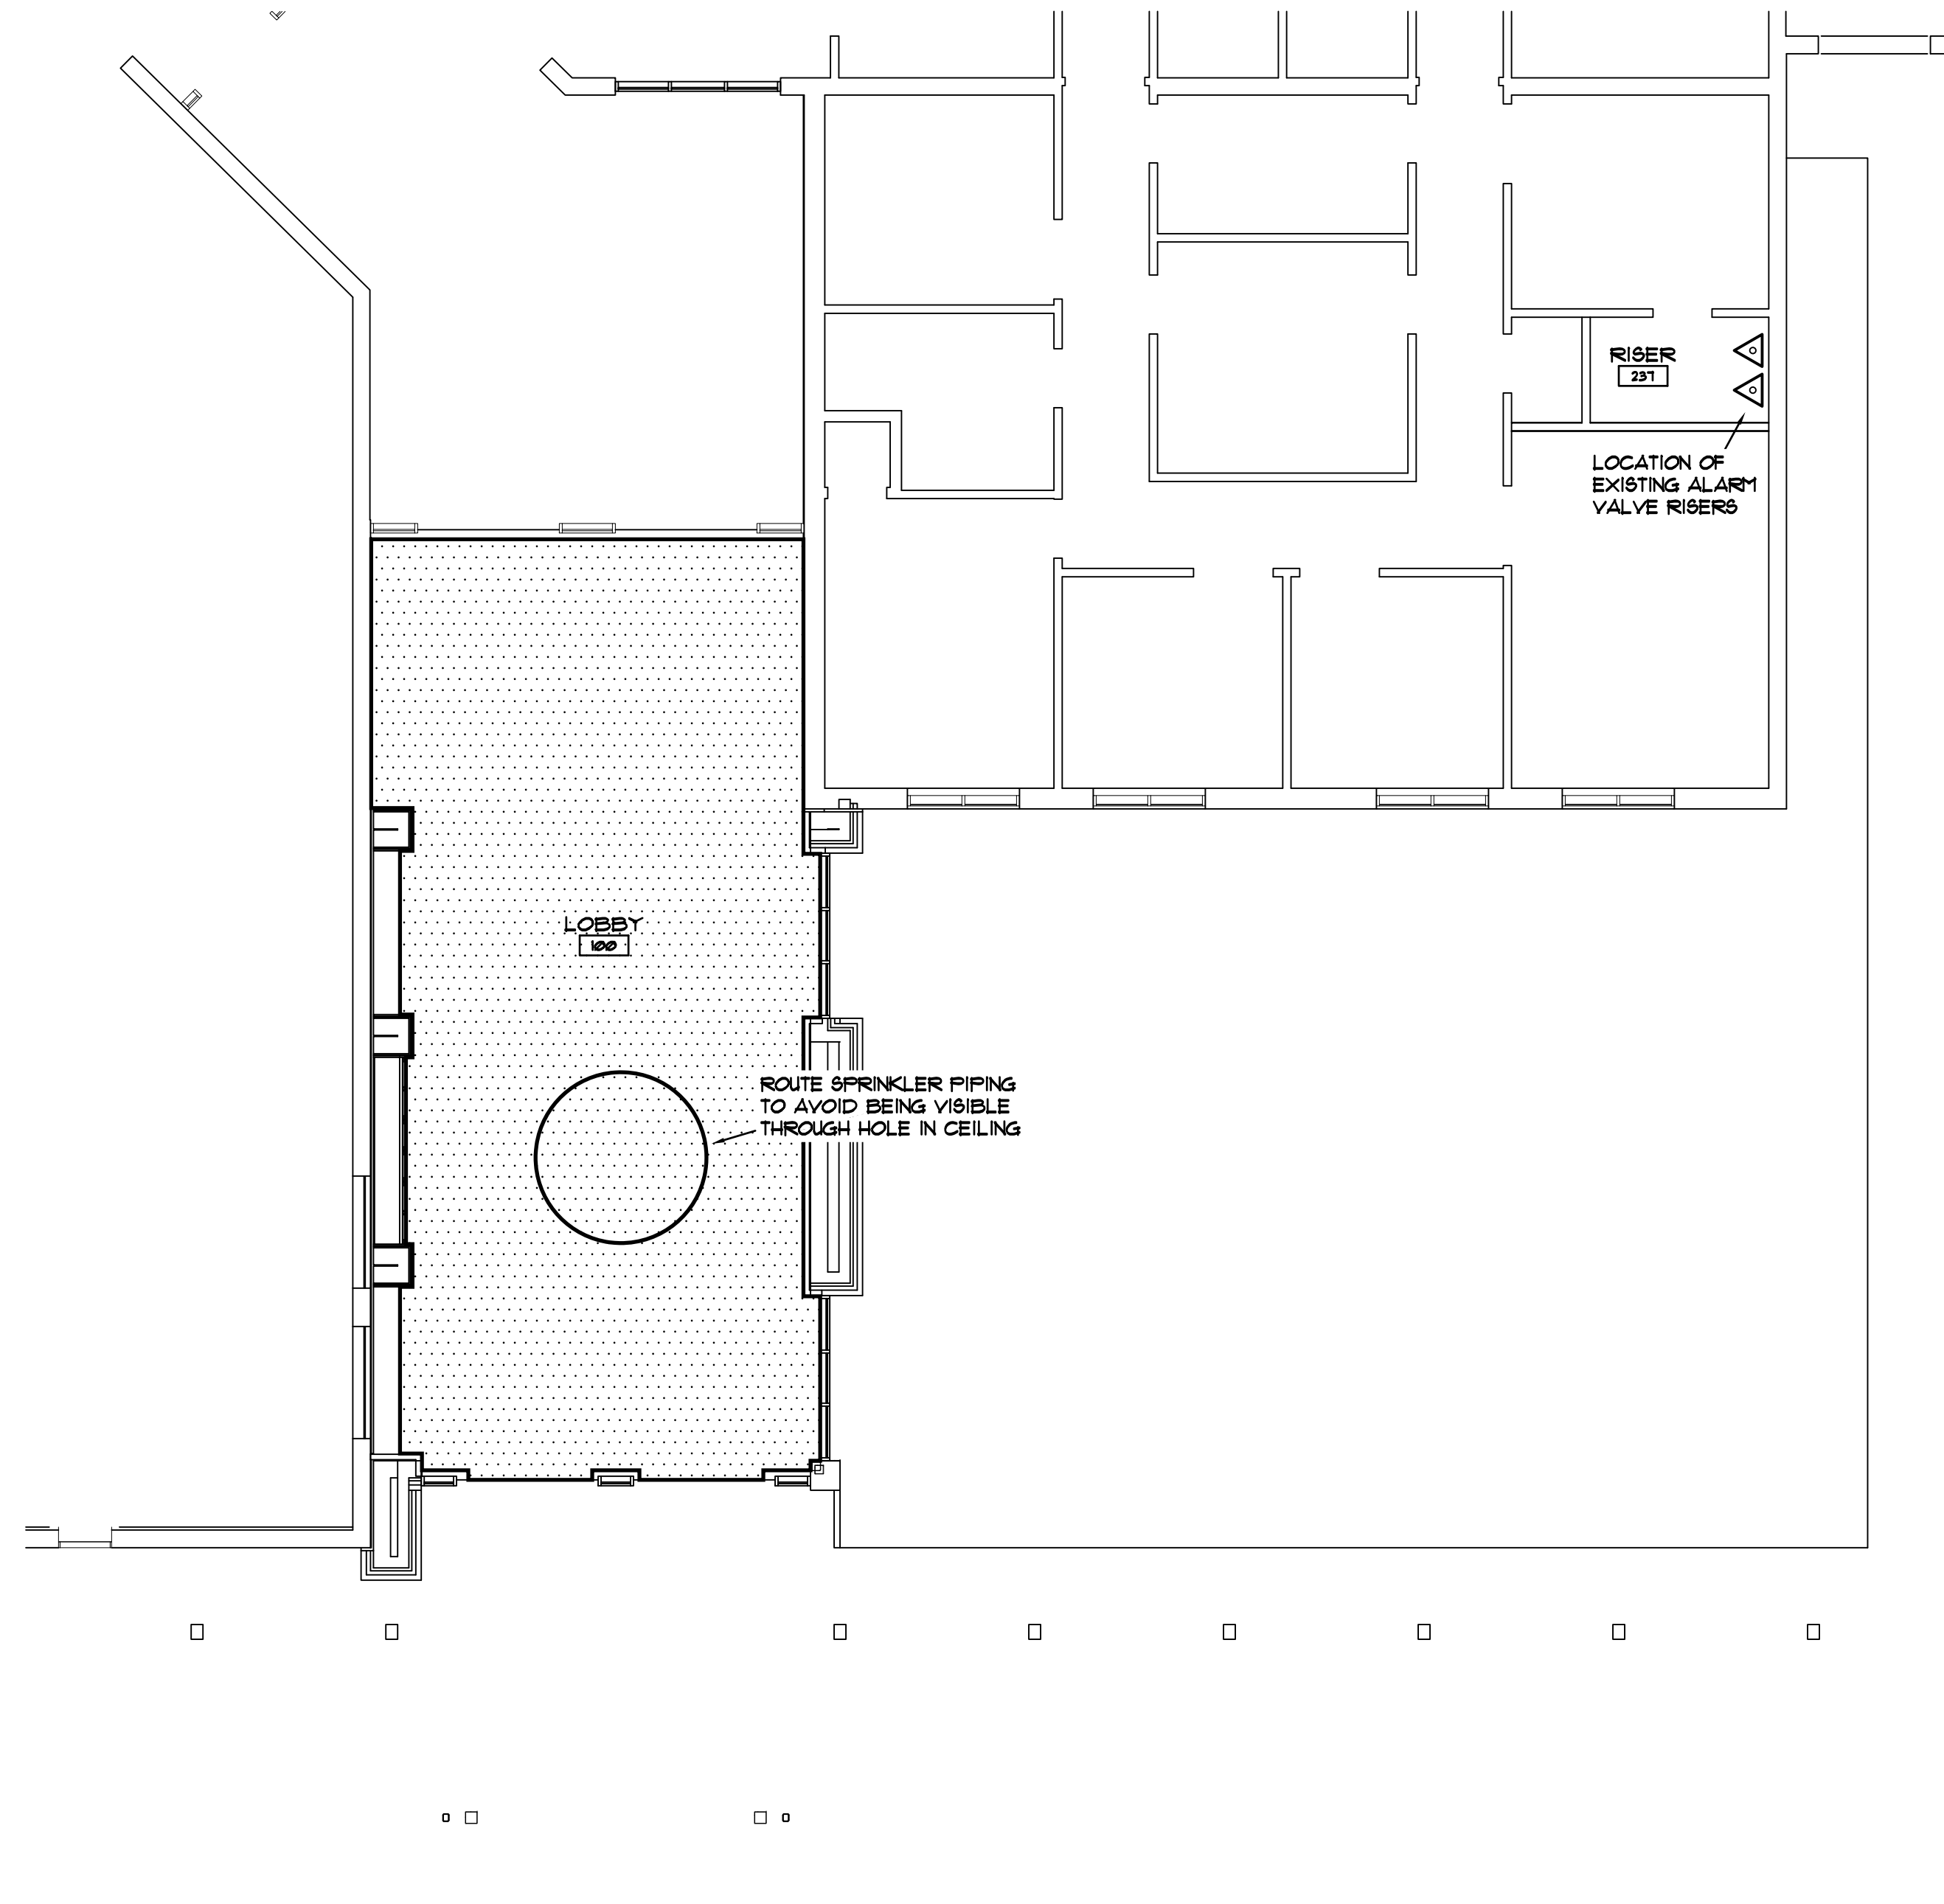 RISER
237
LOCATION OF
EXISTING ALARM
VALVE RISERS
LOBBY
100
ROUTE SPRINKLER PIPING
TO AVOID BEING VISIBLE
THROUGH HOLE IN CEILING